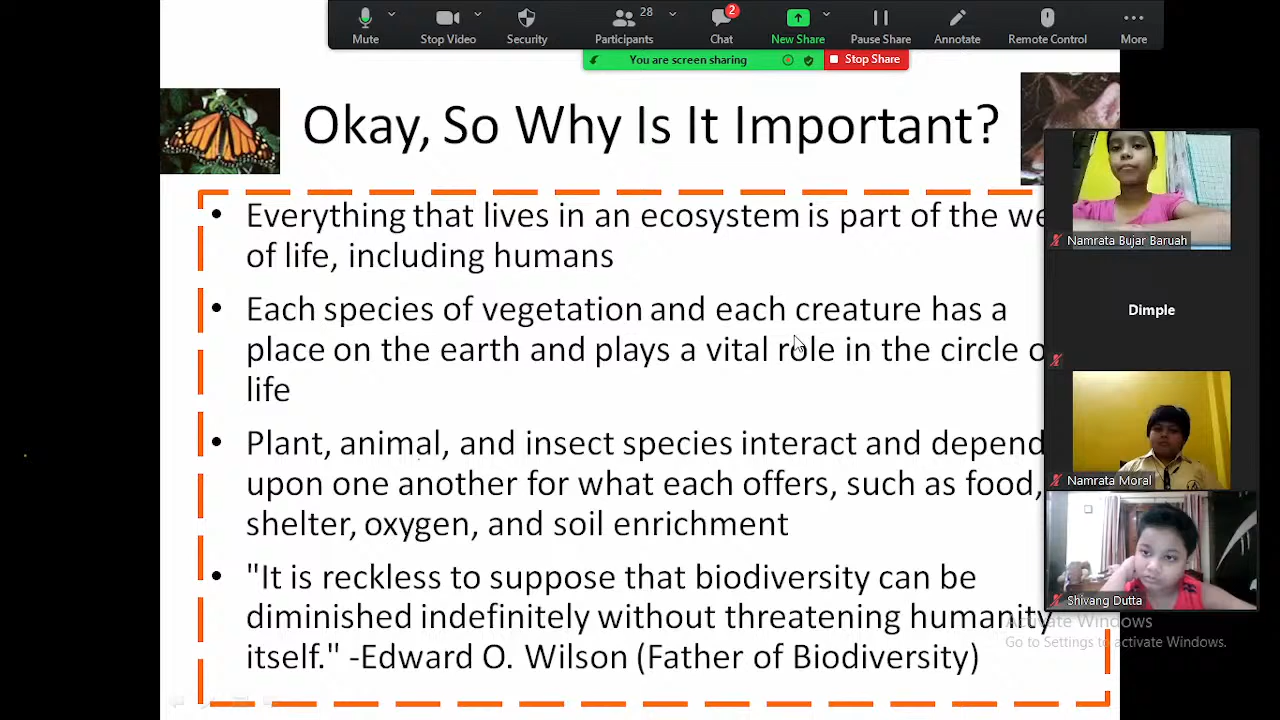 28
2
Mute
Stop Video
Security
Participants
Chat
New Share
Pause Share
Annotate
Remote Control
More
You are screen sharing
Stop Share
Okay, So Why Is It Important?
• Everything that lives in an ecosystem is part of the we
of life, including humans
• Each species of vegetation and each creature has a
place on the earth and plays a vital role in the circle o
life
• Plant, animal, and insect species interact and depend
upon one another for what each offers, such as food,
shelter, oxygen, and soil enrichment
• "It is reckless to suppose that biodiversity can be
diminished indefinitely without threatening humanity
itself." -Edward O. Wilson (Father of Biodiversity)
Namrata Bujar Baruah
Dimple
Namrata Moral
Shivang Dutta
Activate Windows
Go to Settings to activate Windows.